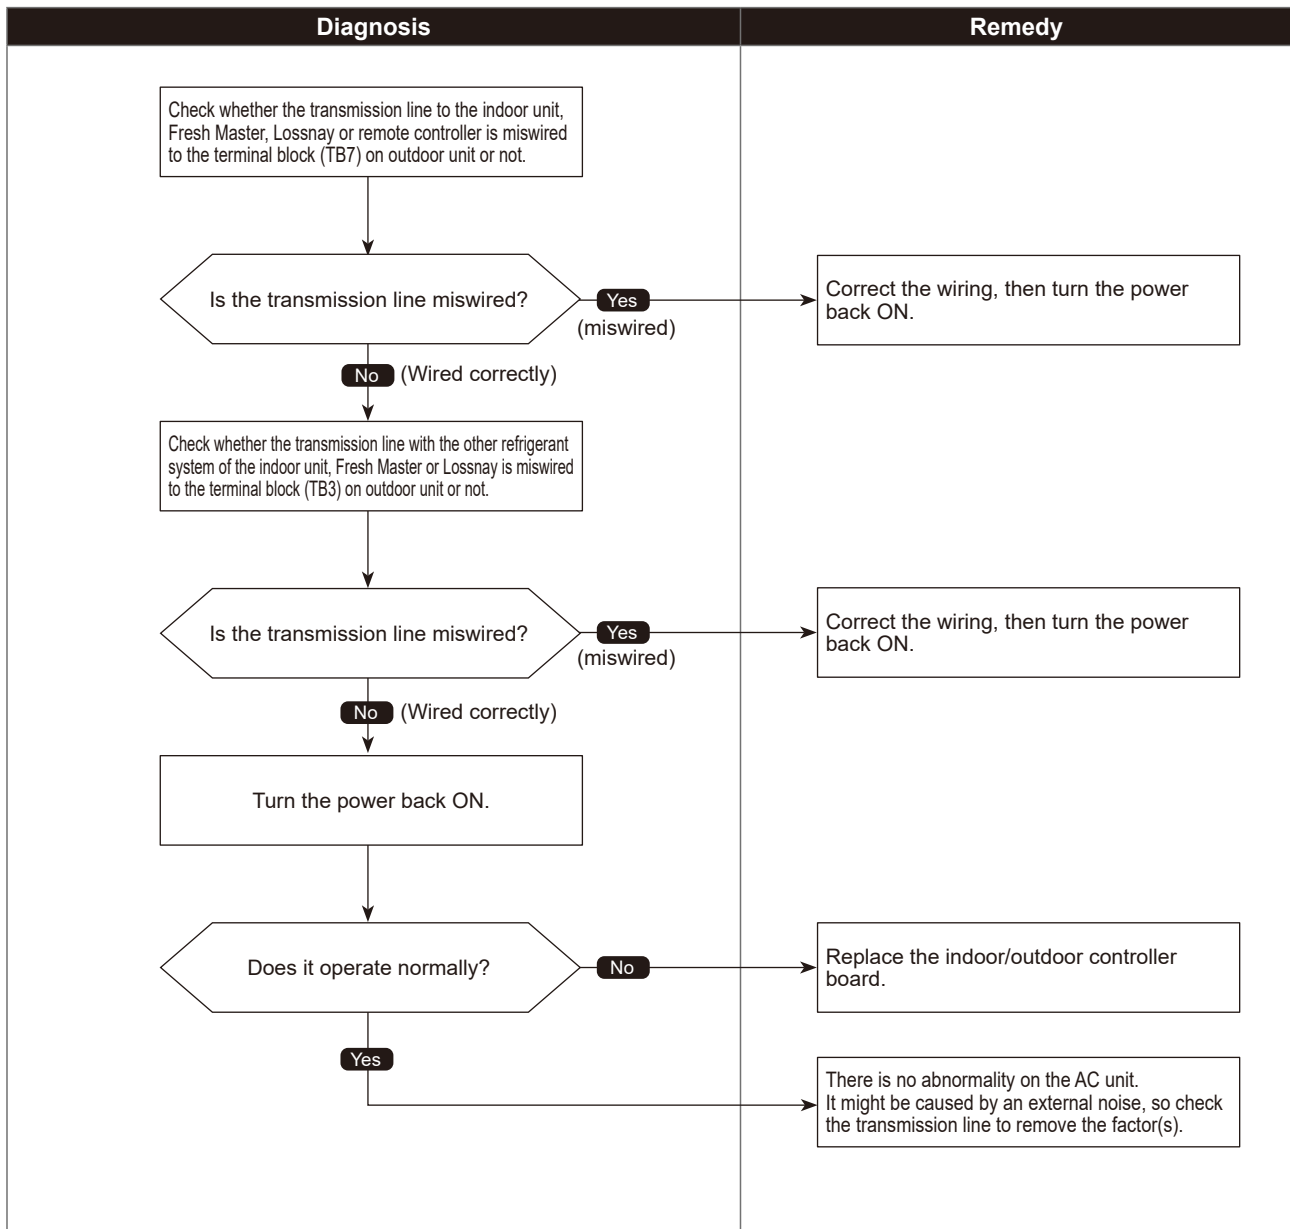 Diagnosis
Remedy
Check whether the transmission line to the indoor unit,
Fresh Master, Lossnay or remote controller is miswired
to the terminal block (TB7) on outdoor unit or not.
Is the transmission line miswired?
Yes
(miswired)
Correct the wiring, then turn the power
back ON.
No (Wired correctly)
Check whether the transmission line with the other refrigerant
system of the indoor unit, Fresh Master or Lossnay is miswired
to the terminal block (TB3) on outdoor unit or not.
Is the transmission line miswired?
Yes
(miswired)
Correct the wiring, then turn the power
back ON.
No (Wired correctly)
Turn the power back ON.
Does it operate normally?
No
Replace the indoor/outdoor controller
board.
Yes
There is no abnormality on the AC unit.
It might be caused by an external noise, so check
the transmission line to remove the factor(s).